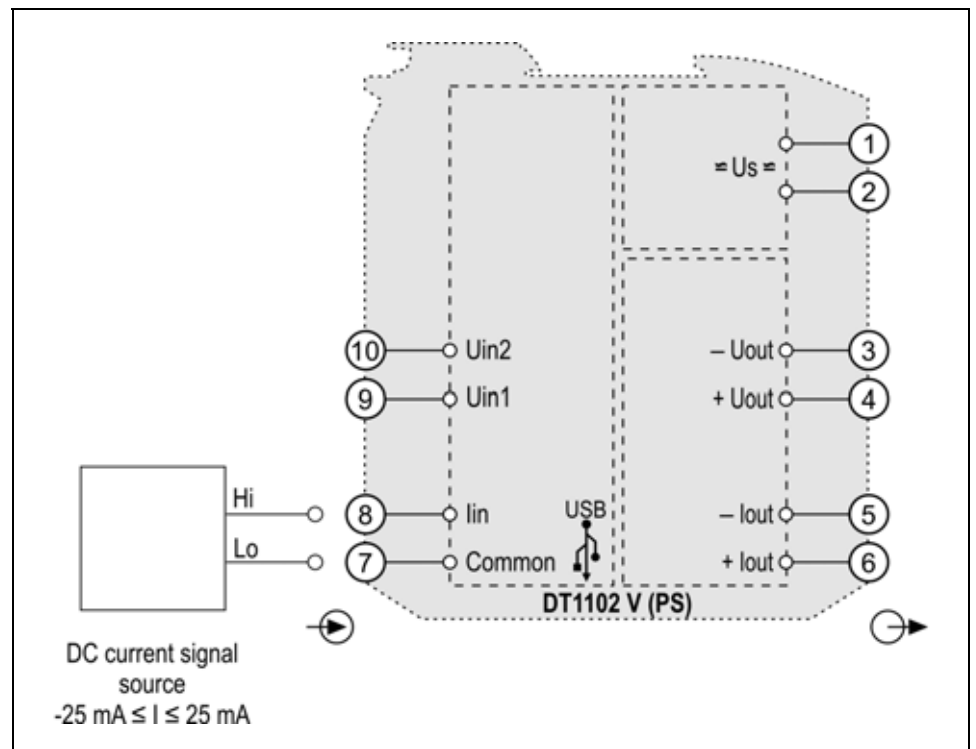 1
≂ Us ≂
2
10 Uin2 – Uout 3
9 Uin1 + Uout 4
Hi 8 Iin USB – Iout 5
Lo 7 Common + Iout 6
DT1102 V (PS)
DC current signal
source
-25 mA ≤ I ≤ 25 mA